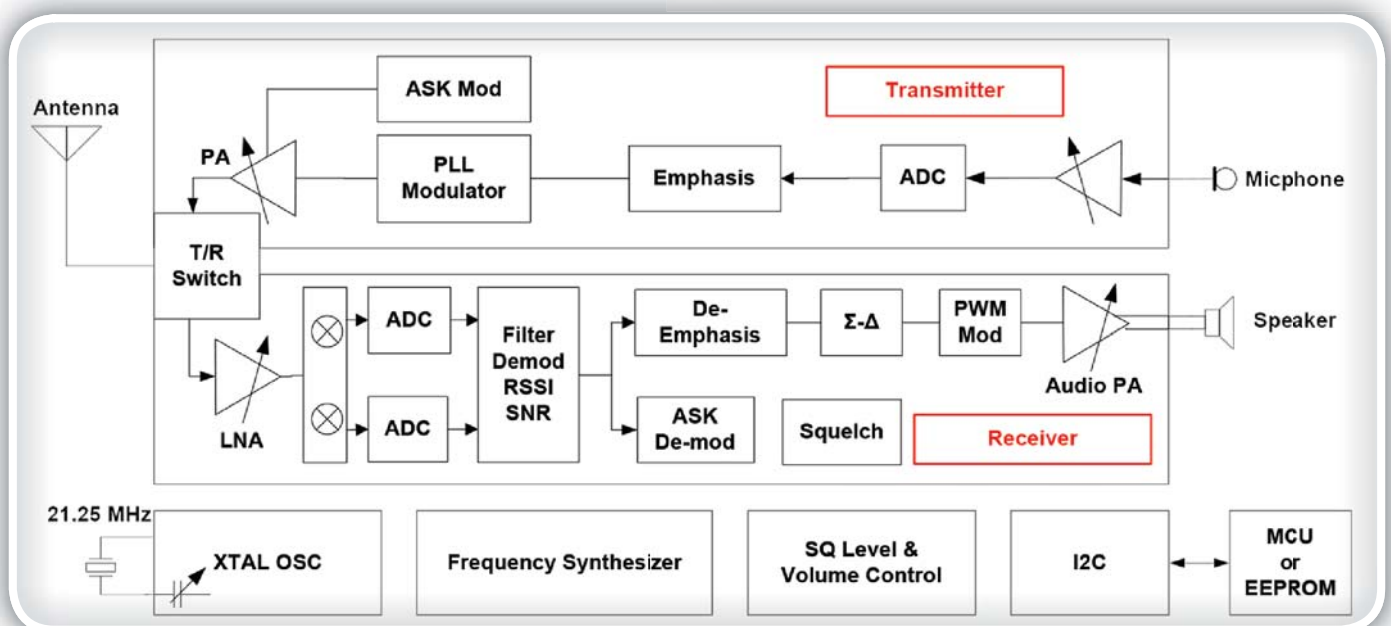 Antenna
ASK Mod
Transmitter
PA
PLL
Modulator
Emphasis
ADC
Micphone
T/R
Switch
ADC
Filter
Demod
RSSI
SNR
De-
Emphasis
Σ-Δ
PWM
Mod
Speaker
Audio PA
LNA
ADC
ASK
De-mod
Squelch
Receiver
21.25 MHz
XTAL OSC
Frequency Synthesizer
SQ Level &
Volume Control
I2C
MCU
or
EEPROM